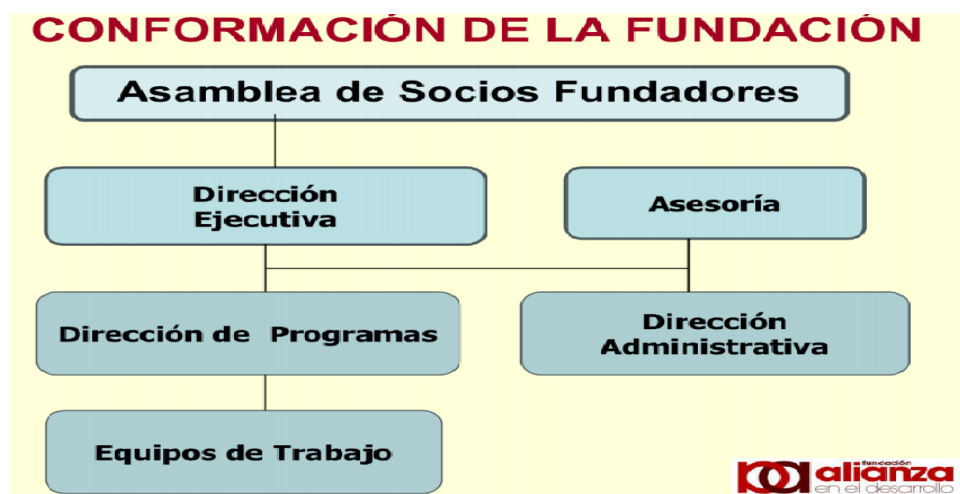 CONFORMACIÓN DE LA FUNDACIÓN
Asamblea de Socios Fundadores
Dirección
Ejecutiva
Asesoría
Dirección de Programas
Dirección
Administrativa
Equipos de Trabajo
fundación
alianza
en el desarrollo